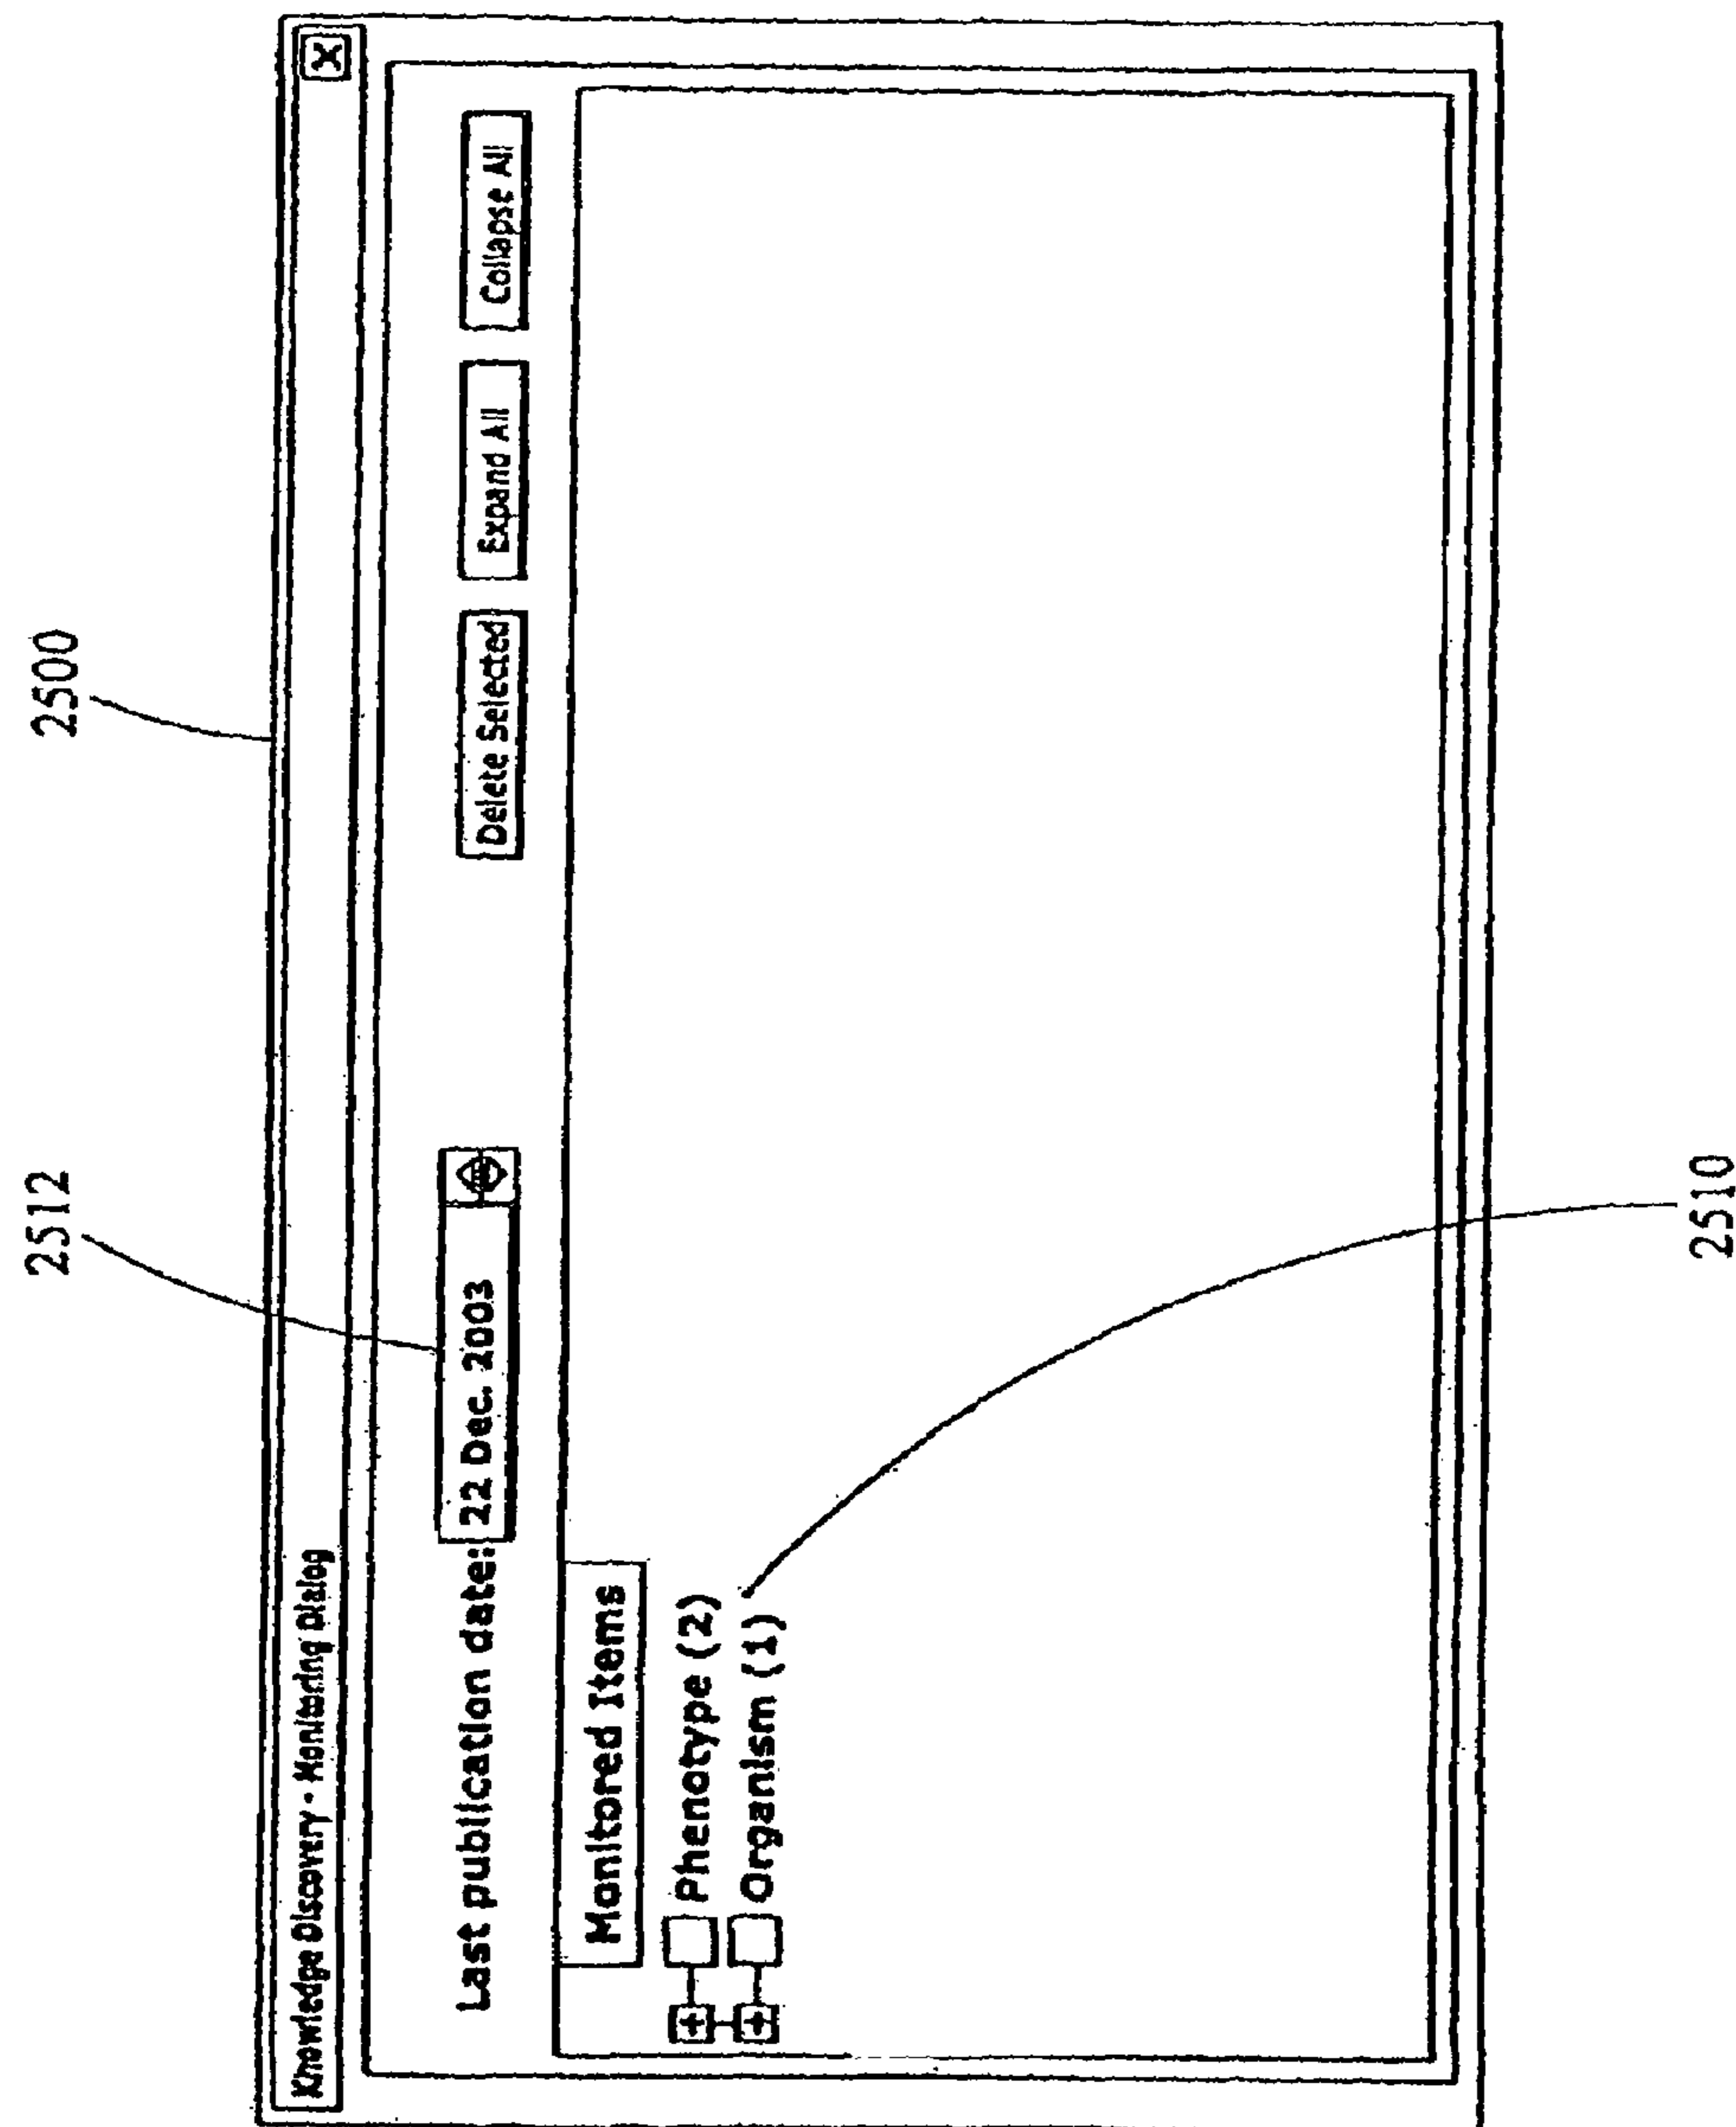 2512
2500
Knowledge Discovery - Monitoring Dialog
X
Last publication date: 22 Dec. 2003
Delete Selected
Expand All
Collapse All
Monitored Items
+ Phenotype (2)
+ Organism (1)
2510